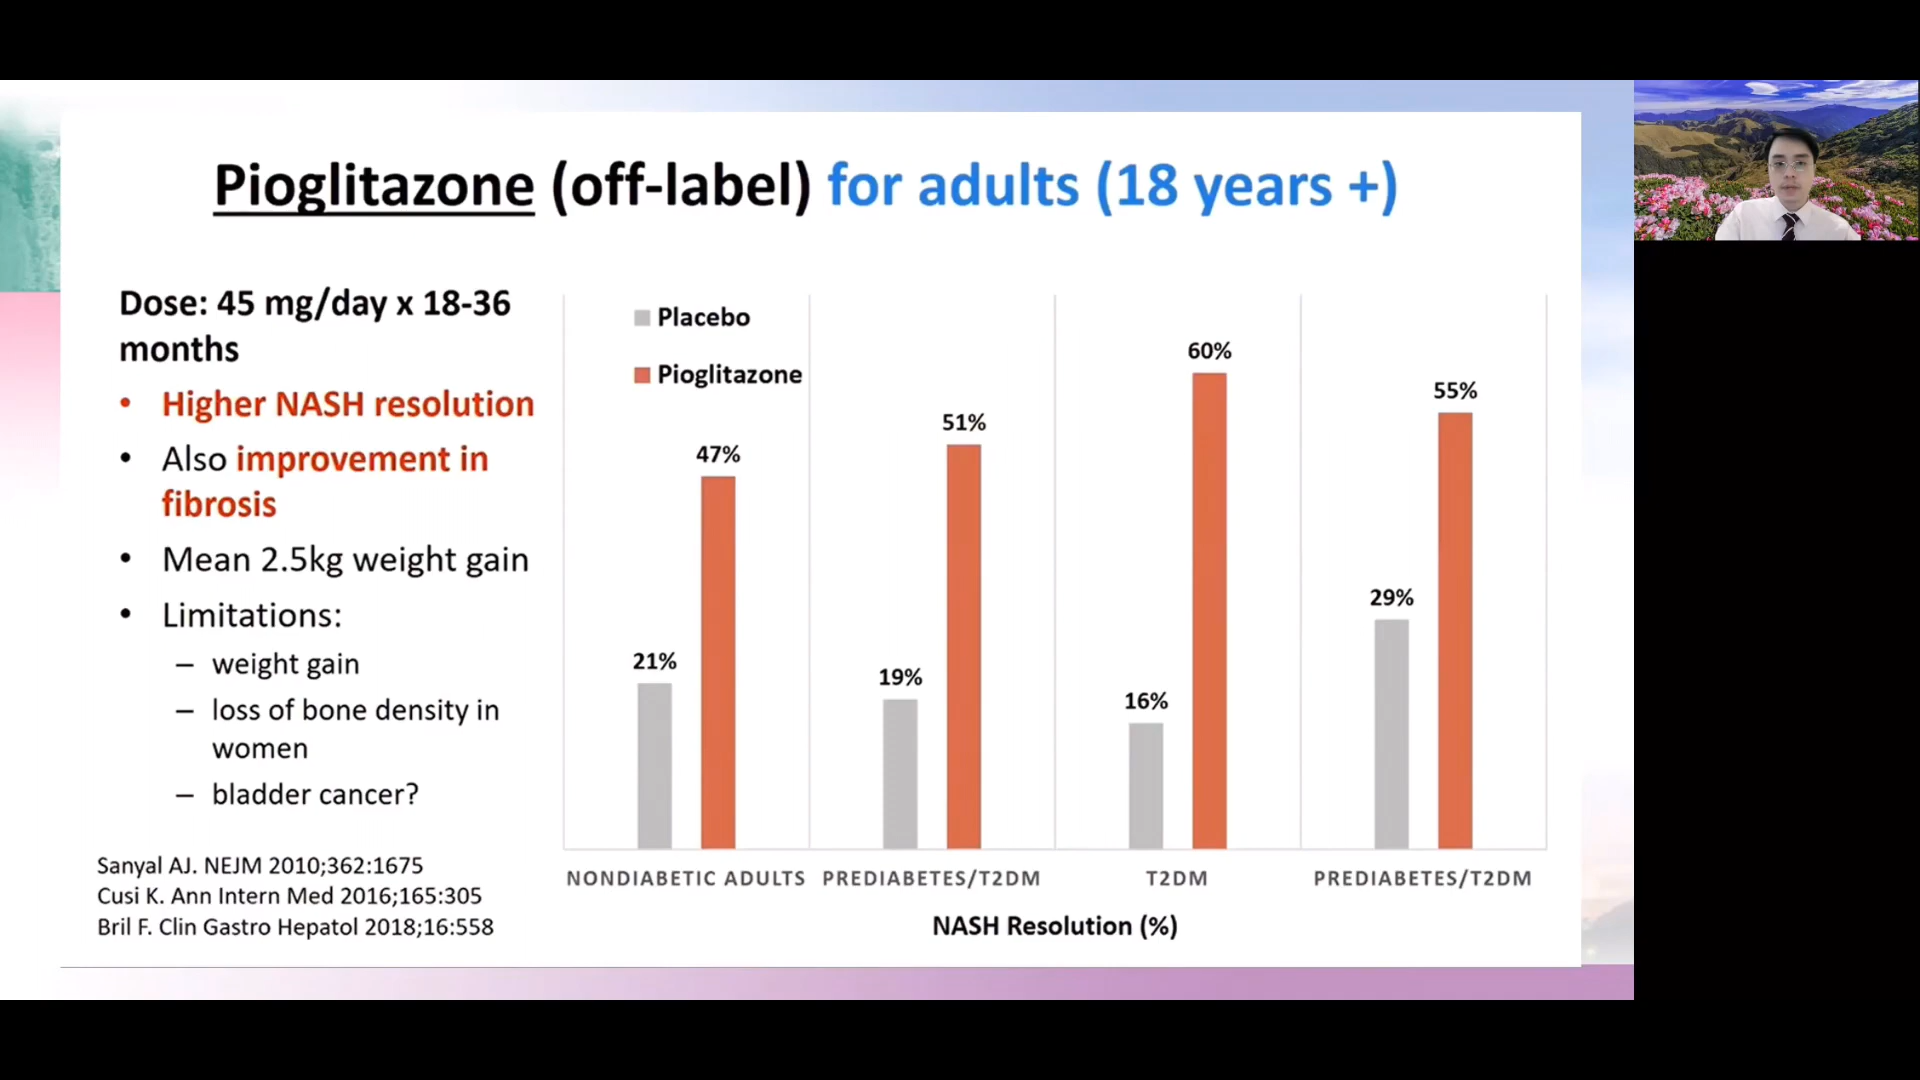 Pioglitazone (off-label) for adults (18 years +)
Dose: 45 mg/day x 18-36
months
• Higher NASH resolution
• Also improvement in
fibrosis
• Mean 2.5kg weight gain
• Limitations:
– weight gain
– loss of bone density in
women
– bladder cancer?
Sanyal AJ. NEJM 2010;362:1675
Cusi K. Ann Intern Med 2016;165:305
Bril F. Clin Gastro Hepatol 2018;16:558
Placebo
Pioglitazone
21%
47%
19%
51%
16%
60%
29%
55%
NONDIABETIC ADULTS
PREDIABETES/T2DM
T2DM
PREDIABETES/T2DM
NASH Resolution (%)